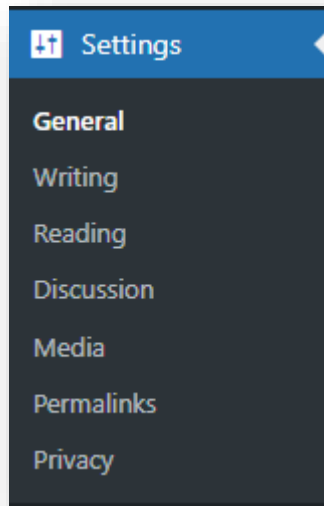 Settings
General
Writing
Reading
Discussion
Media
Permalinks
Privacy